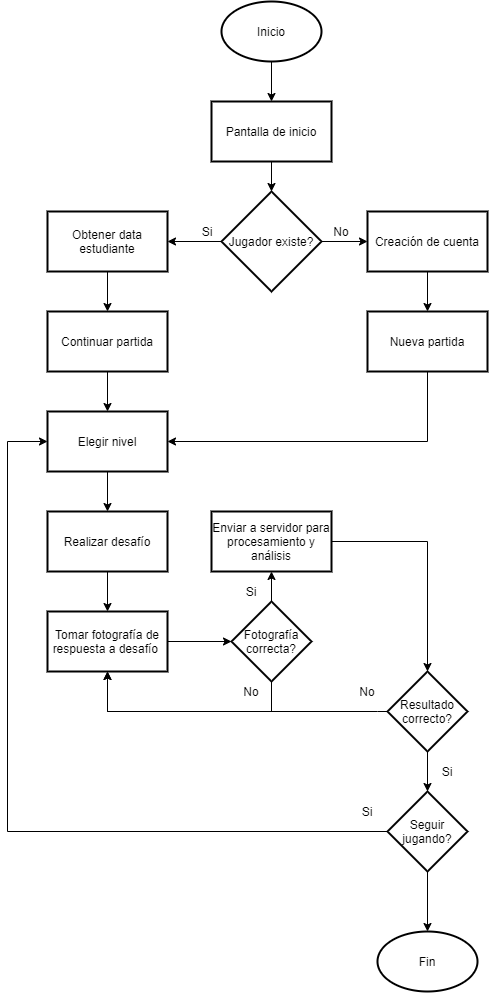 Inicio
Pantalla de inicio
Jugador existe?
Si
No
Obtener data
estudiante
Creación de cuenta
Continuar partida
Nueva partida
Elegir nivel
Realizar desafío
Enviar a servidor para
procesamiento y
análisis
Si
Tomar fotografía de
respuesta a desafío
Fotografía
correcta?
No
No
Resultado
correcto?
Si
Si
Seguir
jugando?
Fin